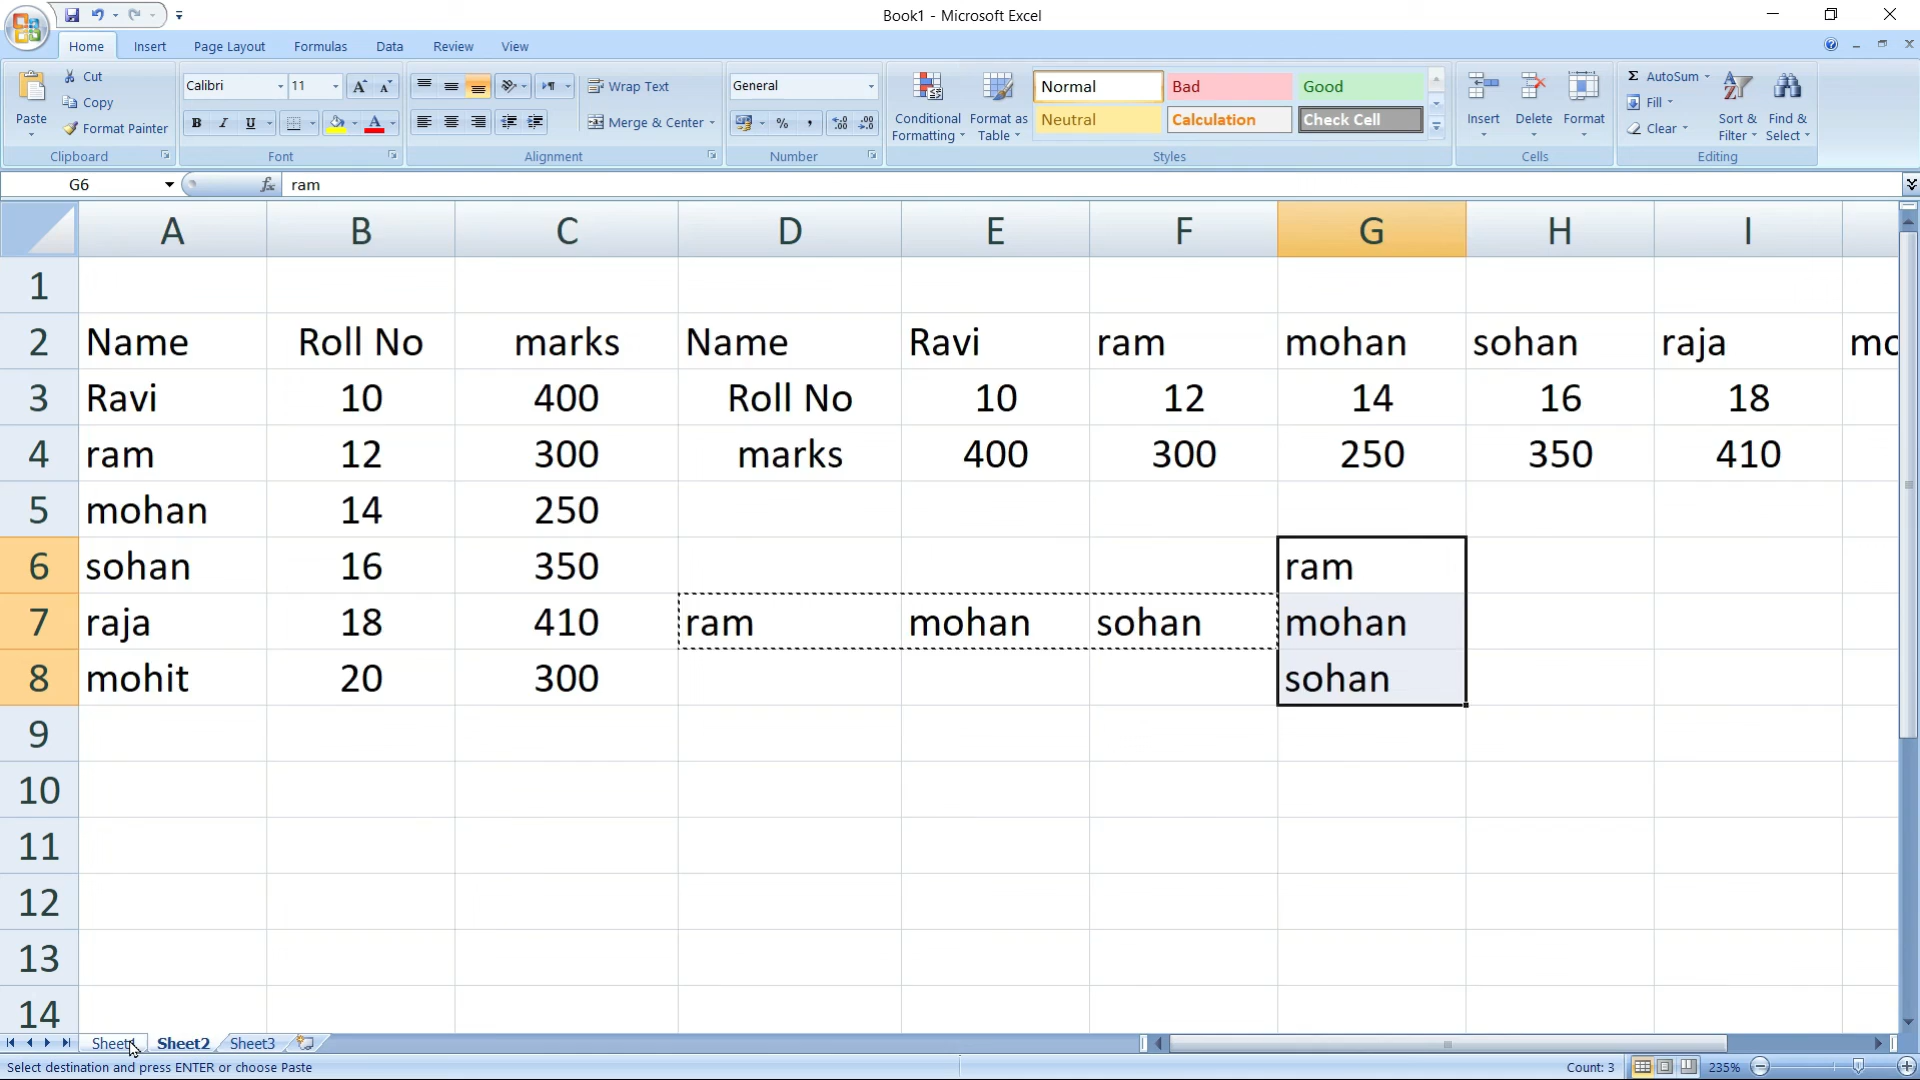 Book1 - Microsoft Excel
Home Insert Page Layout Formulas Data Review View
Paste Cut Copy Format Painter
Calibri 11
B I U
Wrap Text
Merge & Center
General
%
Conditional Formatting
Format as Table
Normal Bad Good
Neutral Calculation Check Cell
Insert Delete Format
Σ AutoSum
Fill
Clear
Sort & Filter
Find & Select
Clipboard Font Alignment Number Styles Cells Editing
G6 fx ram
A B C D E F G H I
1
2 Name Roll No marks Name Ravi ram mohan sohan raja mo
3 Ravi 10 400 Roll No 10 12 14 16 18
4 ram 12 300 marks 400 300 250 350 410
5 mohan 14 250
6 sohan 16 350 ram
7 raja 18 410 ram mohan sohan mohan
8 mohit 20 300 sohan
9
10
11
12
13
14
Sheet1 Sheet2 Sheet3
Select destination and press ENTER or choose Paste Count: 3 235%